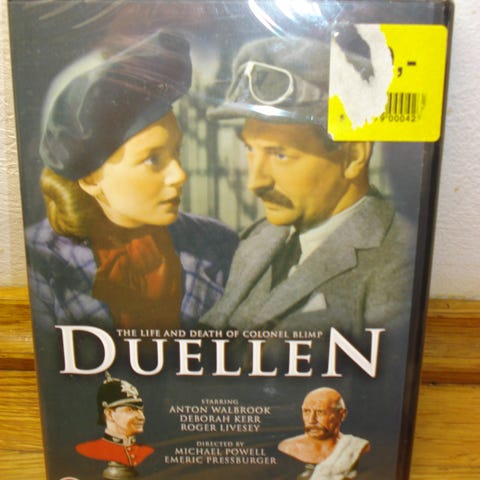 ,-
9900042
THE LIFE AND DEATH OF COLONEL BLIMP
DUELLEN
STARRING
ANTON WALBROOK
DEBORAH KERR
ROGER LIVESEY
DIRECTED BY
MICHAEL POWELL
EMERIC PRESSBURGER